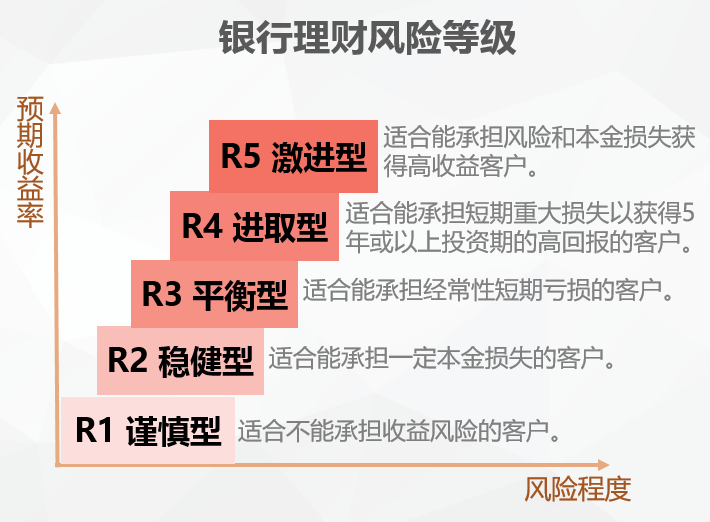 银行理财风险等级
预期收益率
R5 激进型
适合能承担风险和本金损失获
得高收益客户。
R4 进取型
适合能承担短期重大损失以获得5
年或以上投资期的高回报的客户。
R3 平衡型
适合能承担经常性短期亏损的客户。
R2 稳健型
适合能承担一定本金损失的客户。
R1 谨慎型
适合不能承担收益风险的客户。
风险程度